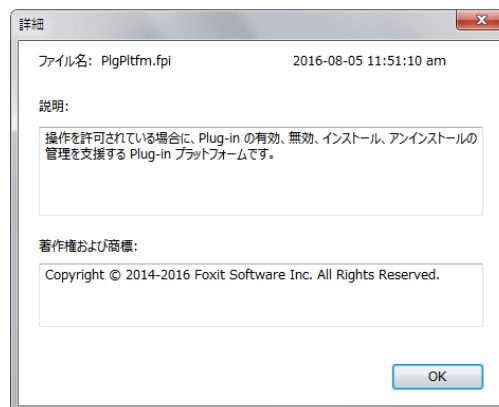 詳細
ファイル名: PlgPltfm.fpi 2016-08-05 11:51:10 am
説明:
操作を許可されている場合に、Plug-in の有効、無効、インストール、アンインストールの
管理を支援する Plug-in プラットフォームです。
著作権および商標:
Copyright © 2014-2016 Foxit Software Inc. All Rights Reserved.
OK